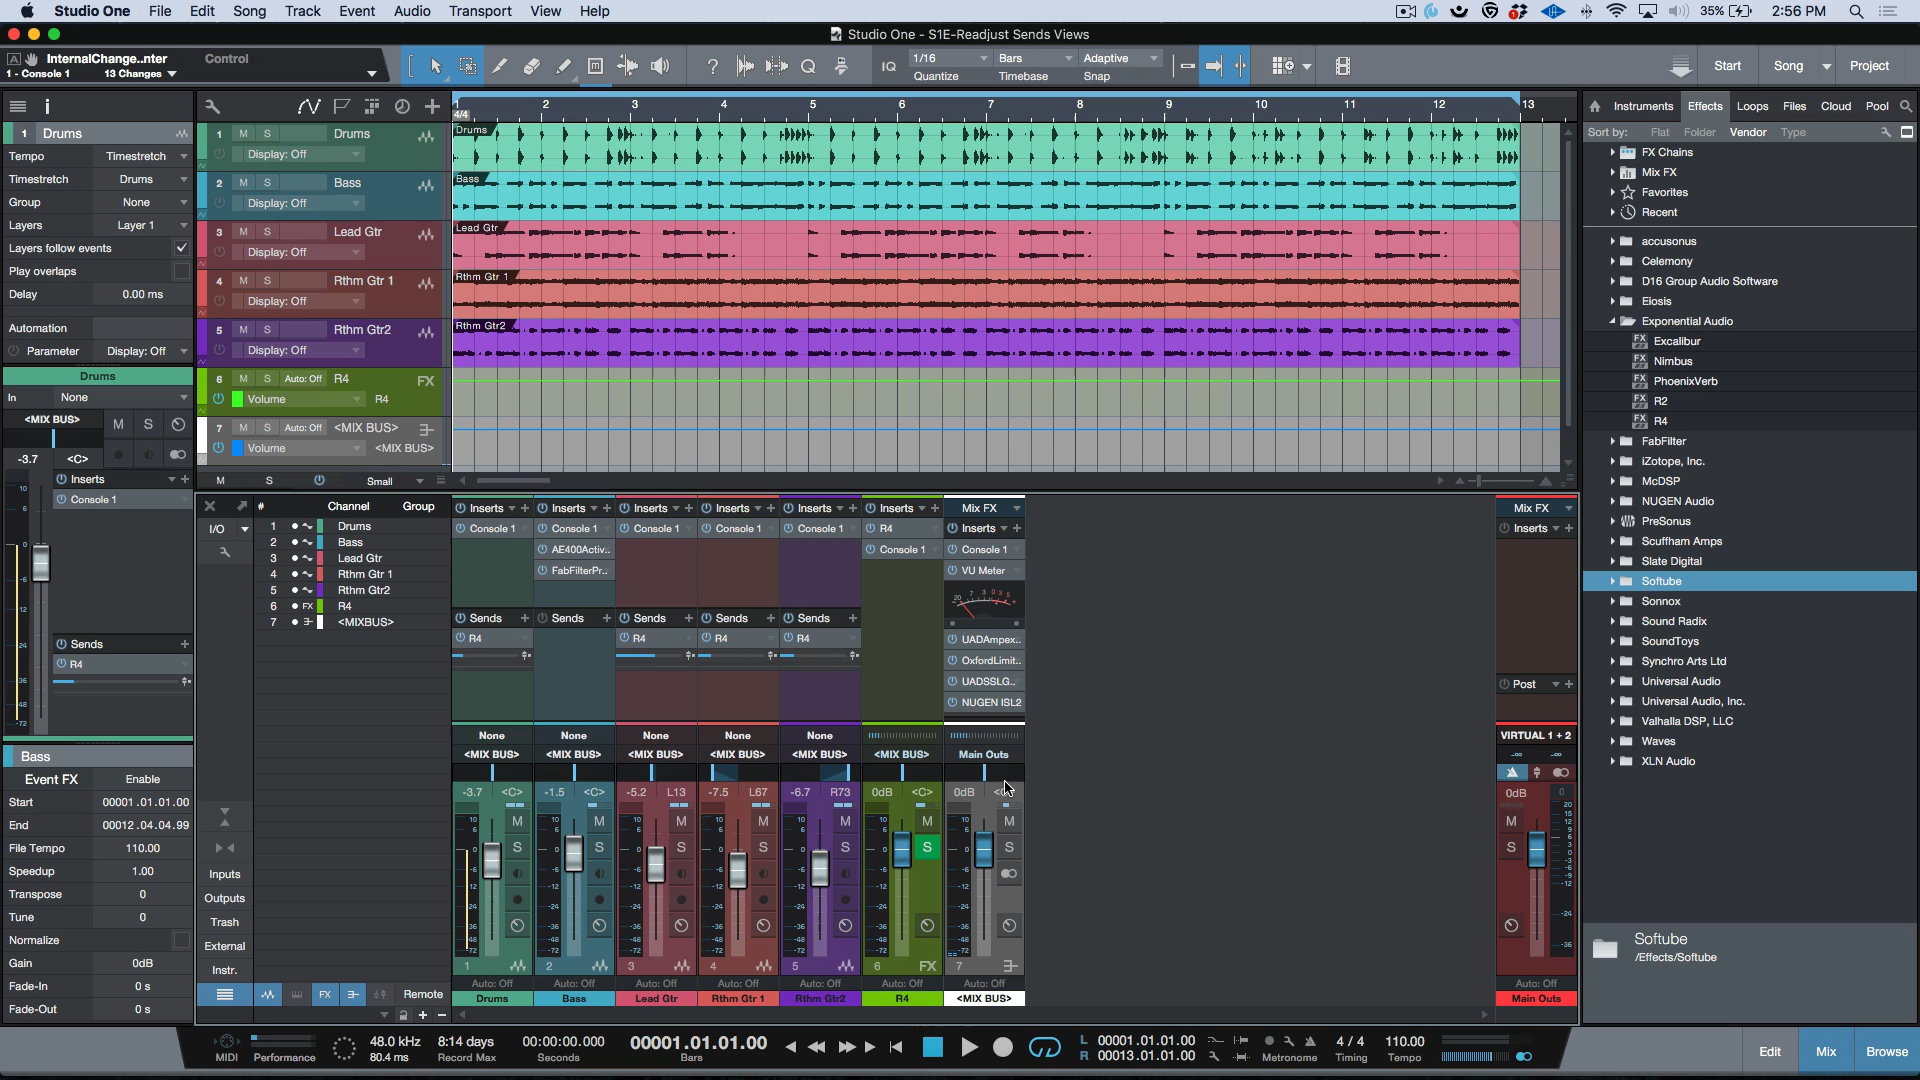 Studio One File Edit Song Track Event Audio Transport View Help
35% 2:56 PM
Studio One - S1E-Readjust Sends Views
InternalChange..nter
1 - Console 1 13 Changes
Control
IQ 1/16 Bars Adaptive
Quantize Timebase Snap
Start Song Project
1 Drums
Tempo Timestretch
Timestretch Drums
Group None
Layers Layer 1
Layers follow events
Play overlaps
Delay 0.00 ms
Automation
Parameter Display: Off
Drums
In None
<MIX BUS> M S
-3.7 <C>
Inserts
Console 1
Sends
R4
Bass
Event FX Enable
Start 00001.01.01.00
End 00012.04.04.99
File Tempo 110.00
Speedup 1.00
Transpose 0
Tune 0
Normalize
Gain 0dB
Fade-In 0 s
Fade-Out 0 s
1 M S Drums
Display: Off
2 M S Bass
Display: Off
3 M S Lead Gtr
Display: Off
4 M S Rthm Gtr 1
Display: Off
5 M S Rthm Gtr2
Display: Off
6 M S Auto: Off R4 FX
Volume R4
7 M S Auto: Off <MIX BUS>
Volume <MIX BUS>
M S Small
1 2 3 4 5 6 7 8 9 10 11 12 13
4/4
Drums
Bass
Lead Gtr
Rthm Gtr 1
Rthm Gtr2
# Channel Group
I/O
1 Drums
2 Bass
3 Lead Gtr
4 Rthm Gtr 1
5 Rthm Gtr2
6 FX R4
7 <MIXBUS>
Inputs
Outputs
Trash
External
Instr.
FX Remote
Inserts Inserts Inserts Inserts Inserts Inserts Mix FX Mix FX
Console 1 Console 1 Console 1 Console 1 Console 1 R4 Inserts Inserts
AE400Activ.. Console 1 Console 1
FabFilterPr.. VU Meter
Sends Sends Sends Sends Sends
R4 R4 R4 R4 UADAmpex..
OxfordLimit..
UADSSLG..
NUGEN ISL2
Post
None None None None None VIRTUAL 1 + 2
<MIX BUS> <MIX BUS> <MIX BUS> <MIX BUS> <MIX BUS> <MIX BUS> Main Outs
-3.7 <C> -1.5 <C> -5.2 L13 -7.5 L67 -6.7 R73 0dB <C> 0dB 0dB
M M M M M M M M
S S S S S S S S
1 2 3 4 5 6 FX 7
Auto: Off Auto: Off Auto: Off Auto: Off Auto: Off Auto: Off Auto: Off Auto: Off
Drums Bass Lead Gtr Rthm Gtr 1 Rthm Gtr2 R4 <MIX BUS> Main Outs
Instruments Effects Loops Files Cloud Pool
Sort by: Flat Folder Vendor Type
FX Chains
Mix FX
Favorites
Recent
accusonus
Celemony
D16 Group Audio Software
Eiosis
Exponential Audio
FX Excalibur
FX Nimbus
FX PhoenixVerb
FX R2
FX R4
FabFilter
iZotope, Inc.
McDSP
NUGEN Audio
PreSonus
Scuffham Amps
Slate Digital
Softube
Sonnox
Sound Radix
SoundToys
Synchro Arts Ltd
Universal Audio
Universal Audio, Inc.
Valhalla DSP, LLC
Waves
XLN Audio
Softube
/Effects/Softube
MIDI Performance
48.0 kHz
80.4 ms
8:14 days
Record Max
00:00:00.000
Seconds
00001.01.01.00
Bars
L 00001.01.01.00
R 00013.01.01.00
Metronome
4 / 4
Timing
110.00
Tempo
Edit Mix Browse